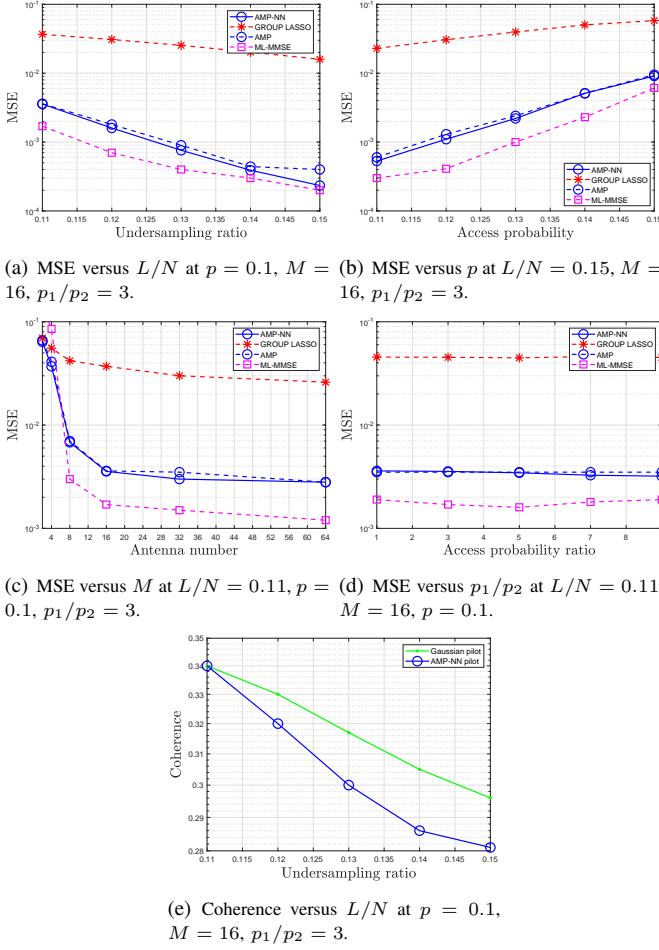 10^-1
10^-2
10^-3
10^-4
MSE
0.11 0.115 0.12 0.125 0.13 0.135 0.14 0.145 0.15
Undersampling ratio
AMP-NN
GROUP LASSO
AMP
ML-MMSE
10^-1
10^-2
10^-3
10^-4
MSE
0.11 0.115 0.12 0.125 0.13 0.135 0.14 0.145 0.15
Access probability
AMP-NN
GROUP LASSO
AMP
ML-MMSE
(a) MSE versus L/N at p = 0.1, M =
16, p1/p2 = 3.
(b) MSE versus p at L/N = 0.15, M =
16, p1/p2 = 3.
10^-1
10^-2
10^-3
MSE
4 8 12 16 20 24 28 32 36 40 44 48 52 56 60 64
Antenna number
AMP-NN
GROUP LASSO
AMP
ML-MMSE
10^-1
10^-2
10^-3
MSE
1 2 3 4 5 6 7 8
Access probability ratio
AMP-NN
GROUP LASSO
AMP
ML-MMSE
(c) MSE versus M at L/N = 0.11, p =
0.1, p1/p2 = 3.
(d) MSE versus p1/p2 at L/N = 0.11
M = 16, p = 0.1.
0.35
0.34
0.33
0.32
0.31
0.3
0.29
0.28
Coherence
0.11 0.115 0.12 0.125 0.13 0.135 0.14 0.145 0.15
Undersampling ratio
Gaussian pilot
AMP-NN pilot
(e) Coherence versus L/N at p = 0.1,
M = 16, p1/p2 = 3.